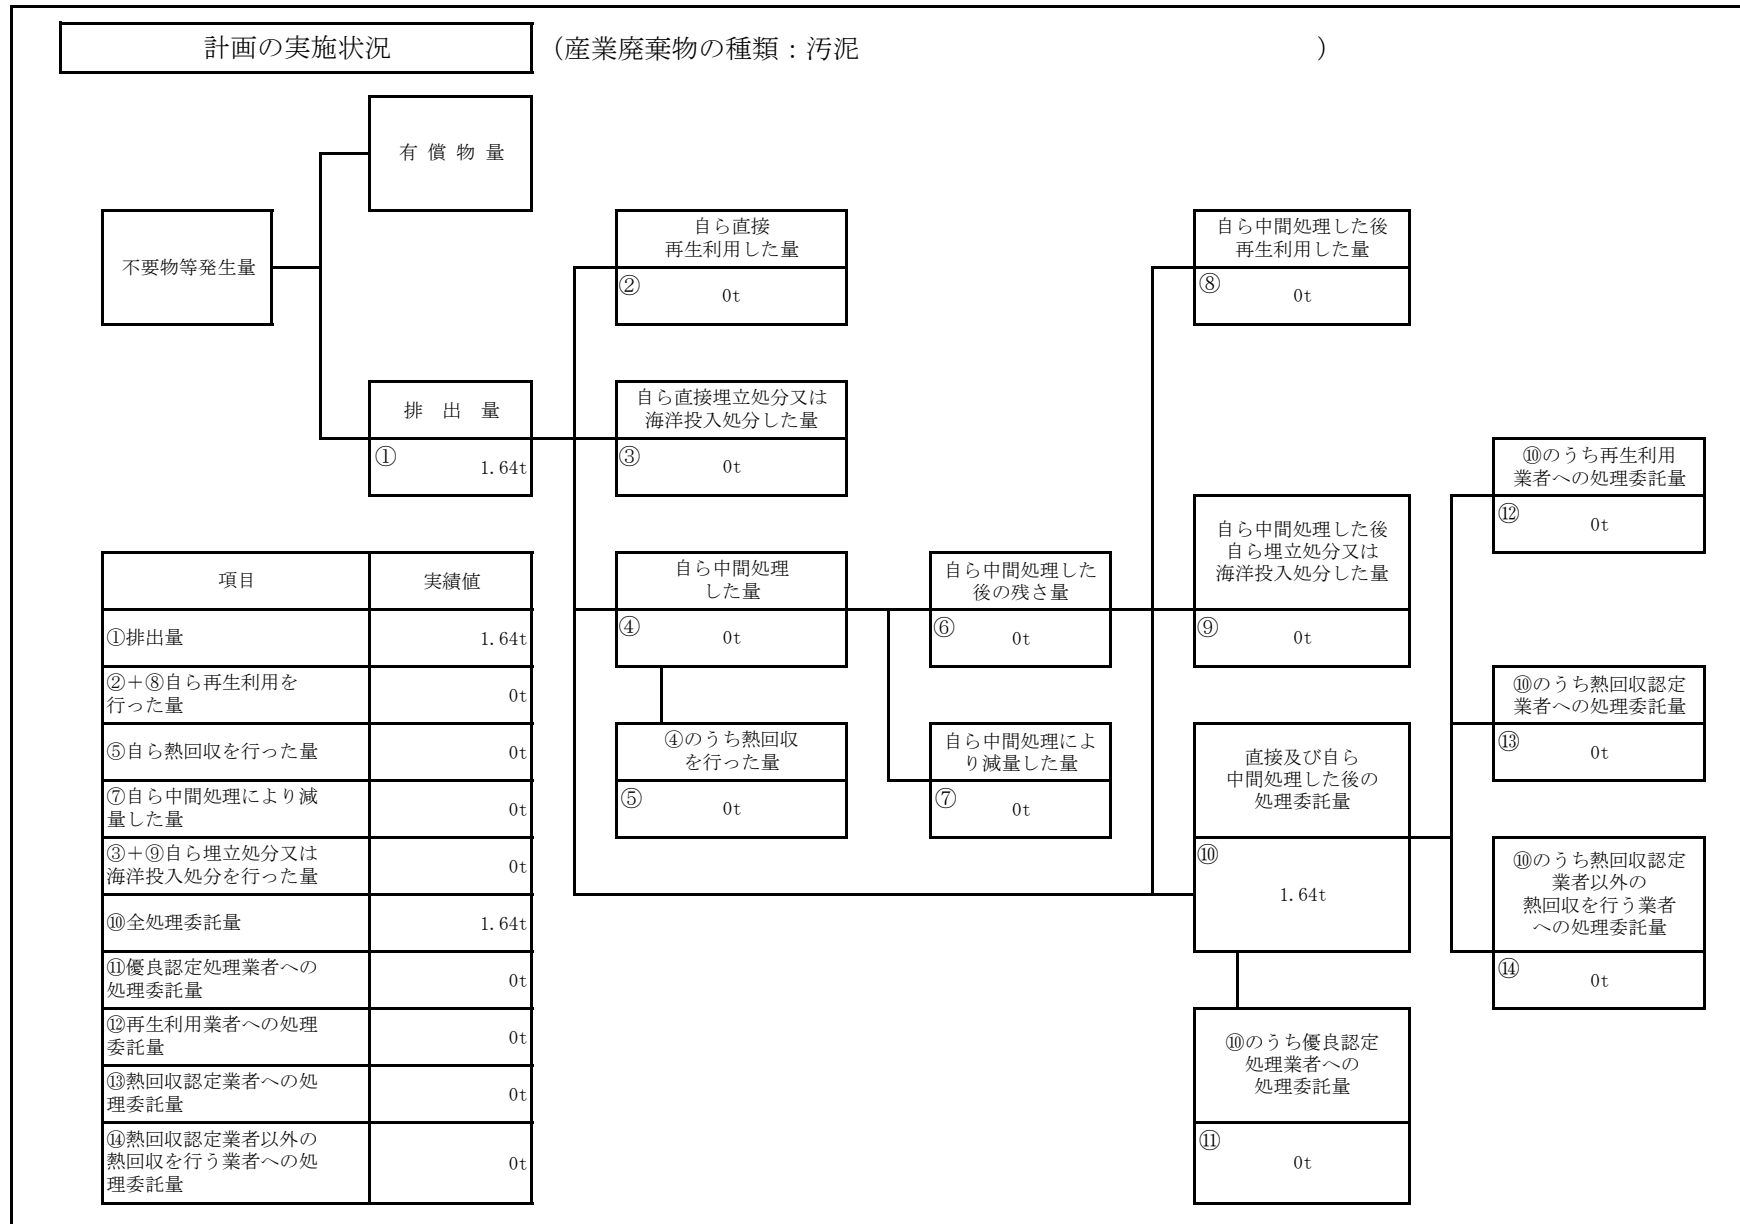 計画の実施状況
（産業廃棄物の種類：汚泥　　　　　　　　　　　　　　　　　）
有 償 物 量
不要物等発生量
自ら直接
再生利用した量
②
0t
自ら中間処理した後
再生利用した量
⑧
0t
排　出　量
①
1.64t
自ら直接埋立処分又は
海洋投入処分した量
③
0t
⑩のうち再生利用
業者への処理委託量
⑫
0t
自ら中間処理した後
自ら埋立処分又は
海洋投入処分した量
⑨
0t
自ら中間処理
した量
④
0t
自ら中間処理した
後の残さ量
⑥
0t
④のうち熱回収
を行った量
⑤
0t
自ら中間処理によ
り減量した量
⑦
0t
直接及び自ら
中間処理した後の
処理委託量
⑩
1.64t
⑩のうち熱回収認定
業者への処理委託量
⑬
0t
⑩のうち熱回収認定
業者以外の
熱回収を行う業者
への処理委託量
⑭
0t
⑩のうち優良認定
処理業者への
処理委託量
⑪
0t
項目　実績値
①排出量　1.64t
②＋⑧自ら再生利用を
行った量　0t
⑤自ら熱回収を行った量　0t
⑦自ら中間処理により減
量した量　0t
③＋⑨自ら埋立処分又は
海洋投入処分を行った量　0t
⑩全処理委託量　1.64t
⑪優良認定処理業者への
処理委託量　0t
⑫再生利用業者への処理
委託量　0t
⑬熱回収認定業者への処
理委託量　0t
⑭熱回収認定業者以外の
熱回収を行う業者への処
理委託量　0t